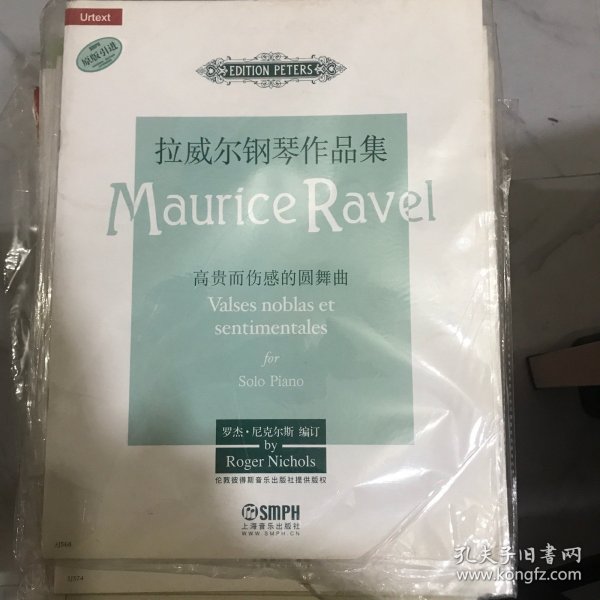 Urtext
原版引进
EDITION PETERS
拉威尔钢琴作品集
Maurice Ravel
高贵而伤感的圆舞曲
Valses noblas et
sentimentales
for
Solo Piano
罗杰·尼克尔斯 编订
by
Roger Nichols
伦敦彼得斯音乐出版社提供版权
SMPH
上海音乐出版社
WWW.SMPH.CN
孔夫子旧书网
www.kongfz.com